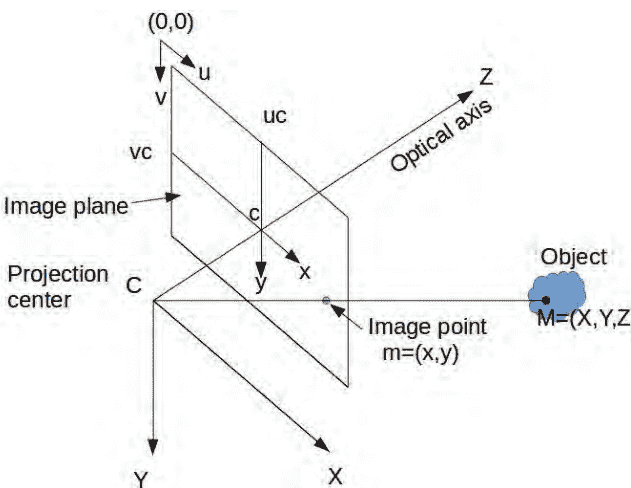 (0,0)
u
v
Z
uc
Optical axis
vc
Image plane
c
x
y
Object
Projection
center
C
M=(X,Y,Z
Image point
m=(x,y)
Y
X